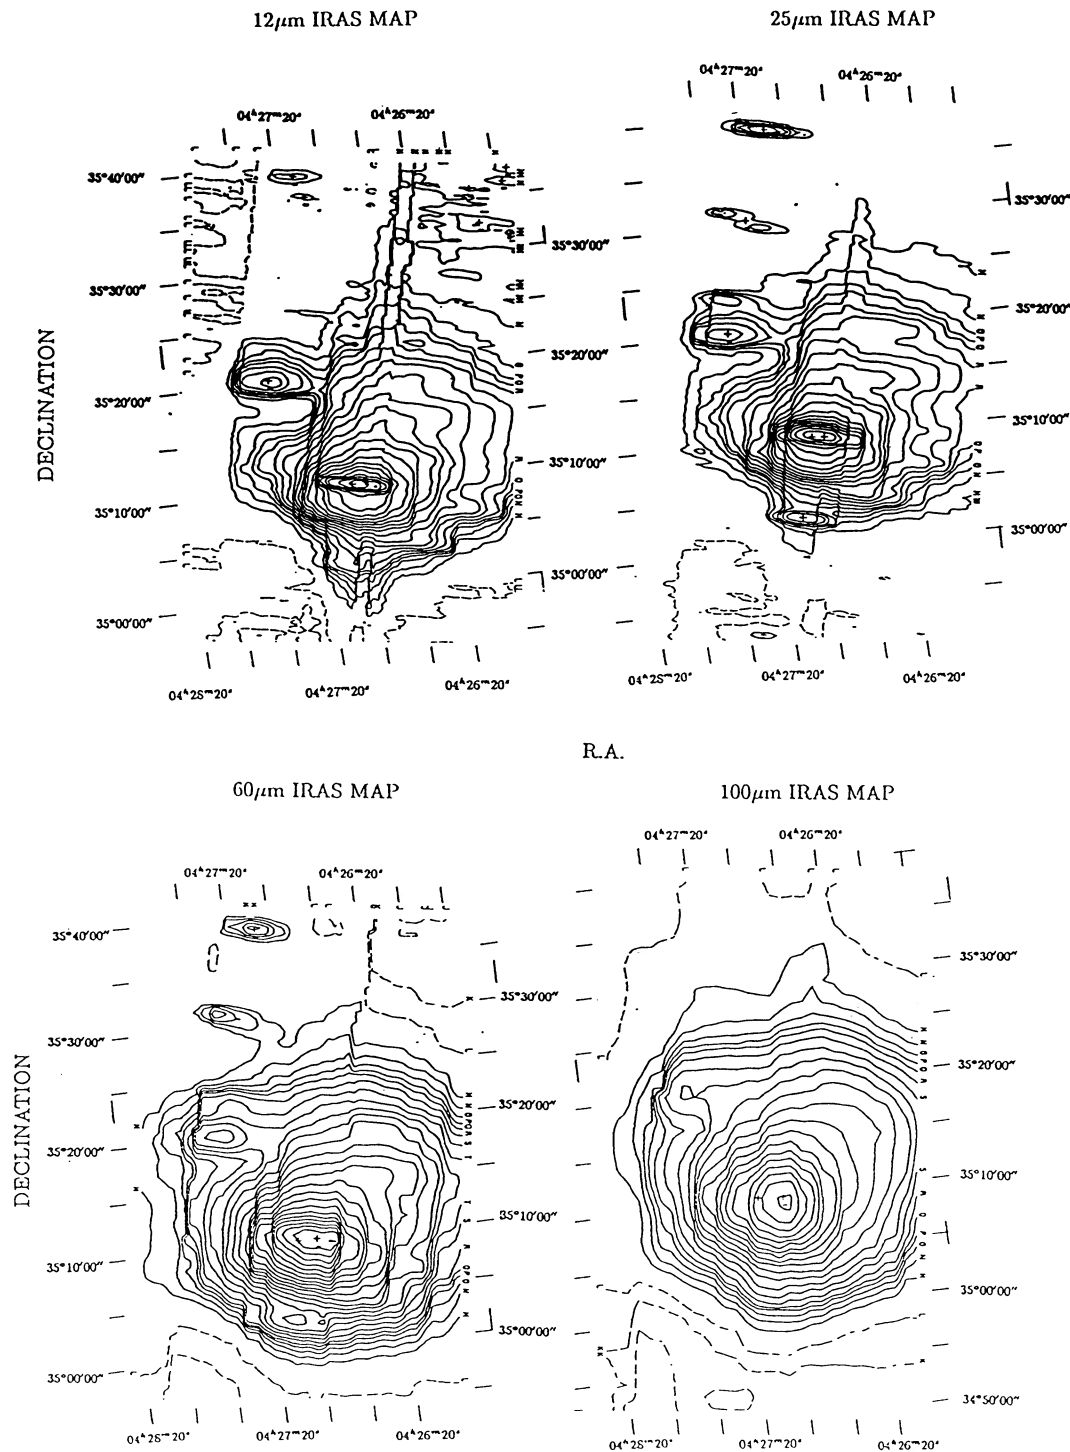 12μm IRAS MAP
25μm IRAS MAP
04ʰ27ᵐ20ˢ
04ʰ26ᵐ20ˢ
04ʰ27ᵐ20ˢ
04ʰ26ᵐ20ˢ
35°40′00″
35°30′00″
35°30′00″
35°30′00″
35°20′00″
35°20′00″
35°20′00″
35°10′00″
35°10′00″
35°10′00″
35°00′00″
35°00′00″
35°00′00″
DECLINATION
04ʰ28ᵐ20ˢ
04ʰ27ᵐ20ˢ
04ʰ26ᵐ20ˢ
04ʰ28ᵐ20ˢ
04ʰ27ᵐ20ˢ
04ʰ26ᵐ20ˢ
R.A.
60μm IRAS MAP
100μm IRAS MAP
04ʰ27ᵐ20ˢ
04ʰ26ᵐ20ˢ
04ʰ27ᵐ20ˢ
04ʰ26ᵐ20ˢ
35°40′00″
35°30′00″
35°30′00″
35°30′00″
35°20′00″
35°20′00″
35°20′00″
35°10′00″
35°10′00″
35°10′00″
35°00′00″
35°00′00″
35°00′00″
34°50′00″
DECLINATION
04ʰ28ᵐ20ˢ
04ʰ27ᵐ20ˢ
04ʰ26ᵐ20ˢ
04ʰ28ᵐ20ˢ
04ʰ27ᵐ20ˢ
04ʰ26ᵐ20ˢ